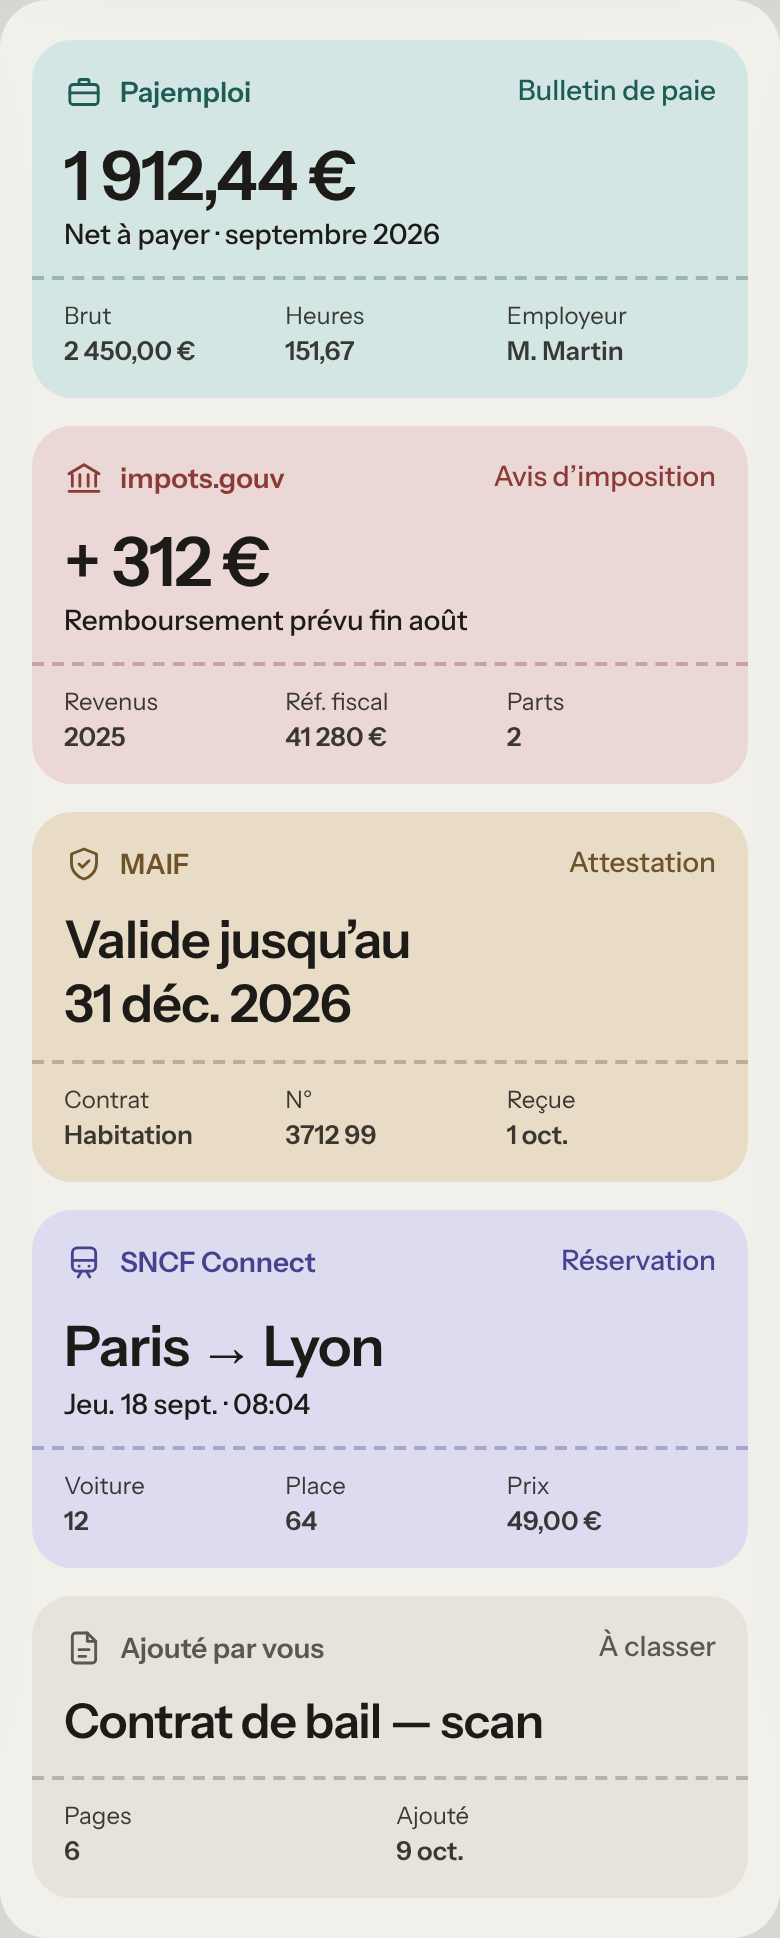 Pajemploi Bulletin de paie
1 912,44 €
Net à payer · septembre 2026
Brut Heures Employeur
2 450,00 € 151,67 M. Martin
impots.gouv Avis d’imposition
+ 312 €
Remboursement prévu fin août
Revenus Réf. fiscal Parts
2025 41 280 € 2
MAIF Attestation
Valide jusqu’au
31 déc. 2026
Contrat N° Reçue
Habitation 3712 99 1 oct.
SNCF Connect Réservation
Paris → Lyon
Jeu. 18 sept. · 08:04
Voiture Place Prix
12 64 49,00 €
Ajouté par vous À classer
Contrat de bail — scan
Pages Ajouté
6 9 oct.